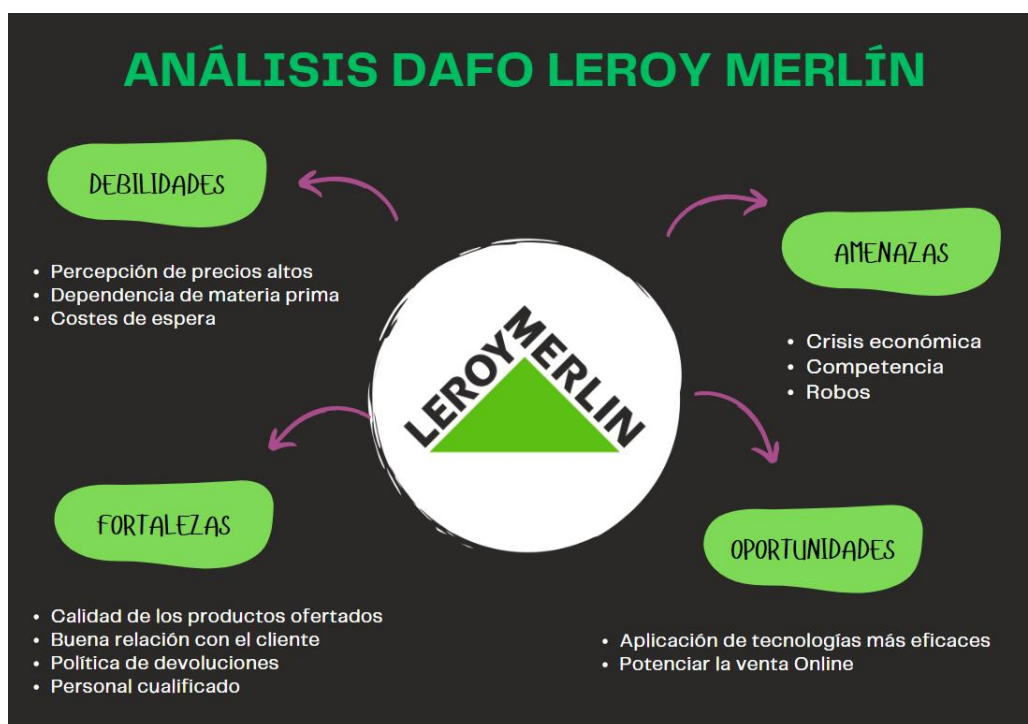 ANÁLISIS DAFO LEROY MERLÍN
DEBILIDADES
• Percepción de precios altos
• Dependencia de materia prima
• Costes de espera
AMENAZAS
• Crisis económica
• Competencia
• Robos
LEROY MERLIN
FORTALEZAS
• Calidad de los productos ofertados
• Buena relación con el cliente
• Política de devoluciones
• Personal cualificado
OPORTUNIDADES
• Aplicación de tecnologías más eficaces
• Potenciar la venta Online